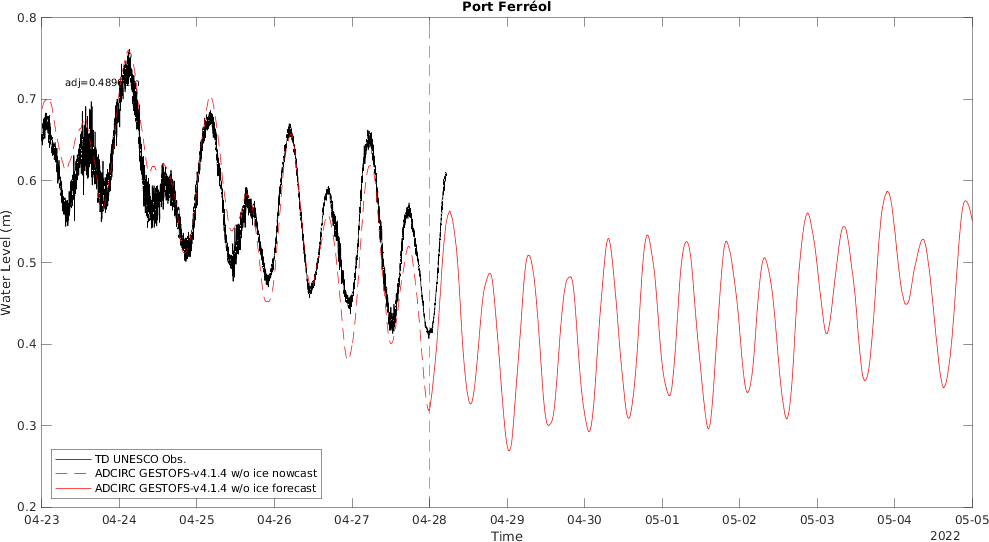 Port Ferréol
0.8
0.7
0.6
0.5
0.4
0.3
0.2
Water Level (m)
TD UNESCO Obs.
ADCIRC GESTOFS-v4.1.4 w/o ice nowcast
ADCIRC GESTOFS-v4.1.4 w/o ice forecast
04-23 04-24 04-25 04-26 04-27 04-28 04-29 04-30 05-01 05-02 05-03 05-04 05-05
Time
2022